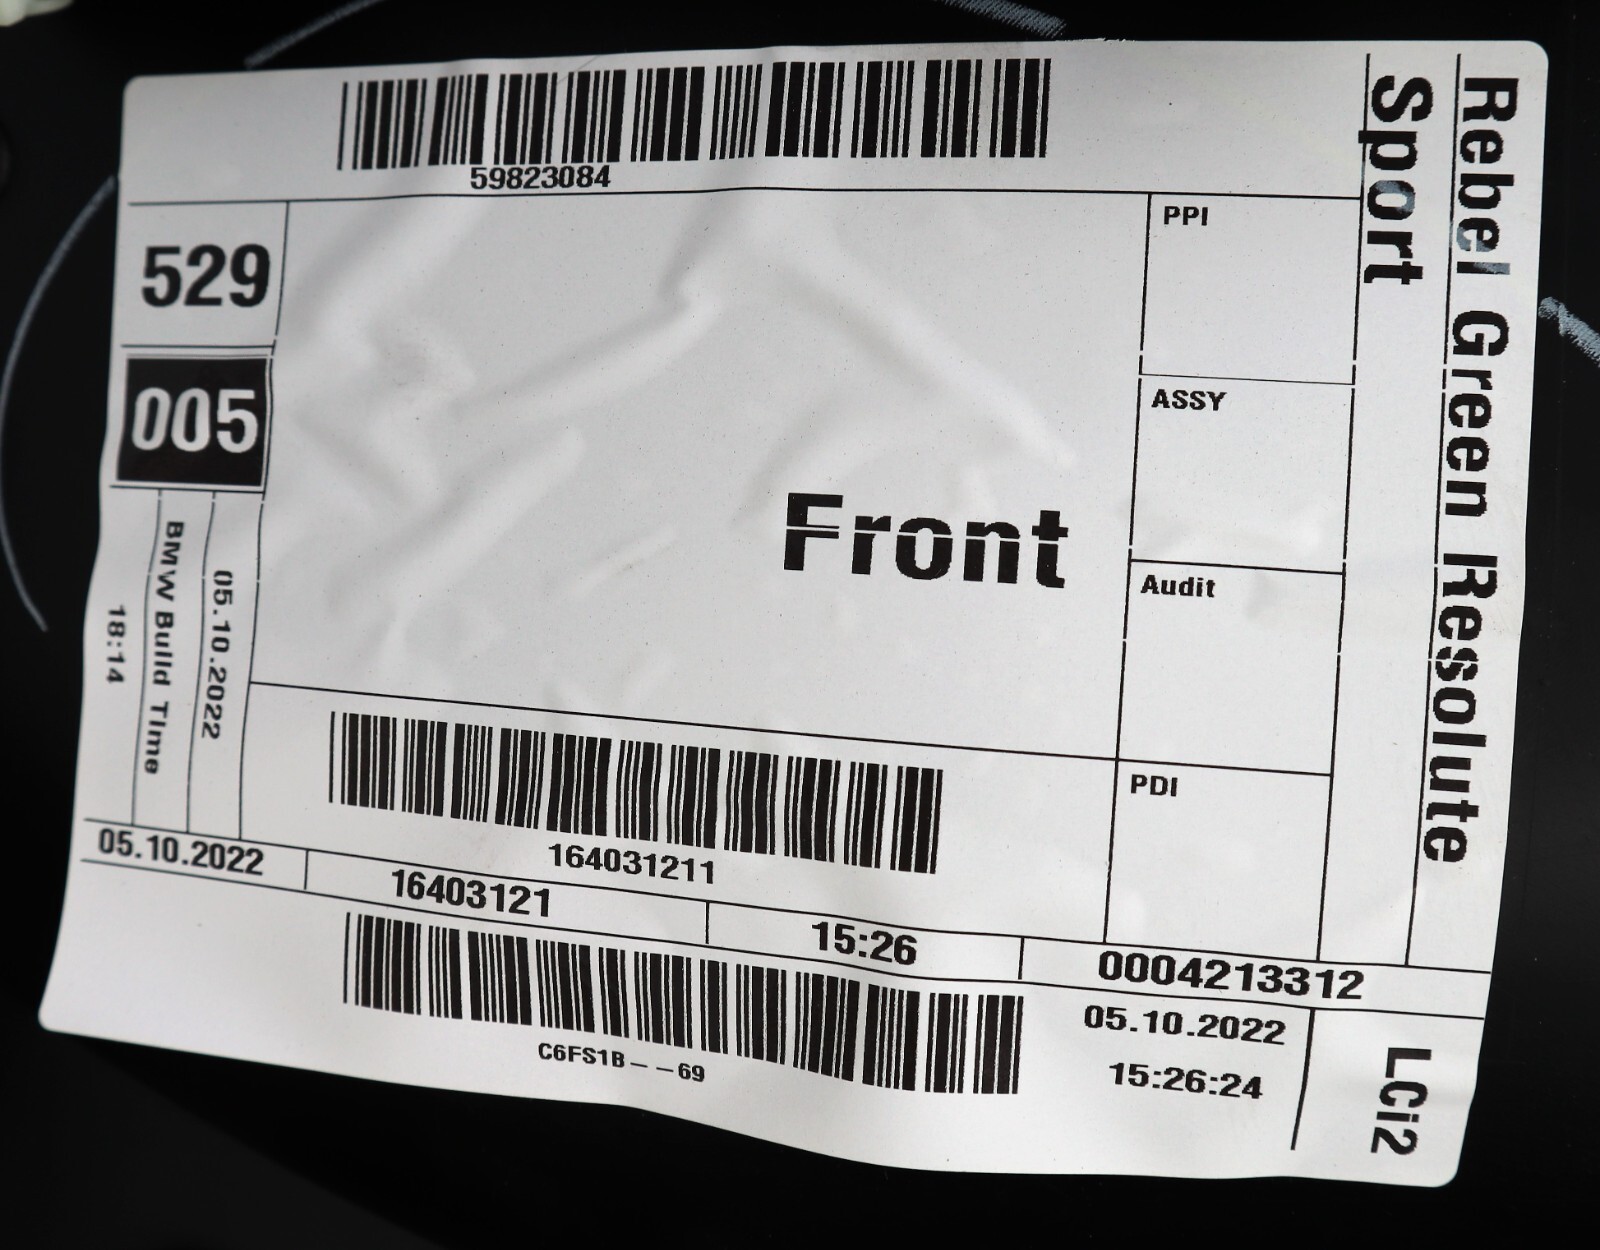 59823084
Rebel Green Resolute
Sport
529
005
PPI
ASSY
Front
Audit
PDI
05.10.2022
BMW Build Time
18:14
164031211
05.10.2022
16403121
15:26
0004213312
C6FS1B--69
05.10.2022
15:26:24
LCi2